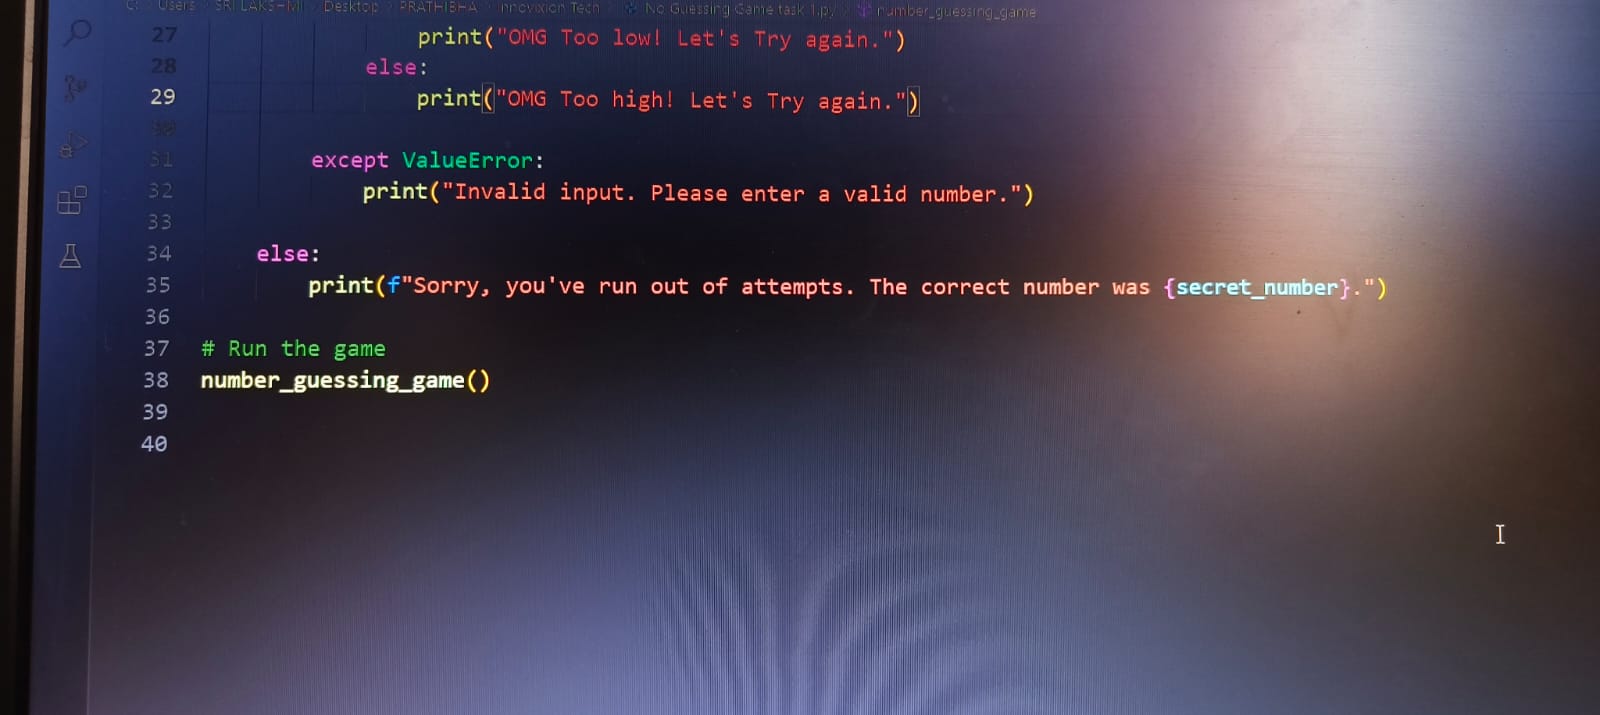 C: > Users > SRI LAKSHMI > Desktop > PRATHIBHA > Innovixion Tech > No Guessing Game task 1.py > number_guessing_game
27 print("OMG Too low! Let's Try again.")
28 else:
29 print("OMG Too high! Let's Try again.")
30
31 except ValueError:
32 print("Invalid input. Please enter a valid number.")
33
34 else:
35 print(f"Sorry, you've run out of attempts. The correct number was {secret_number}.")
36
37 # Run the game
38 number_guessing_game()
39
40